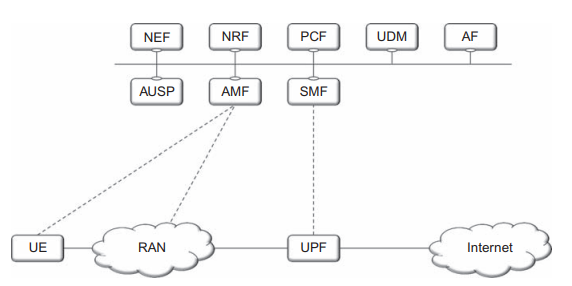 NEF NRF PCF UDM AF
AUSP AMF SMF
UE RAN UPF Internet